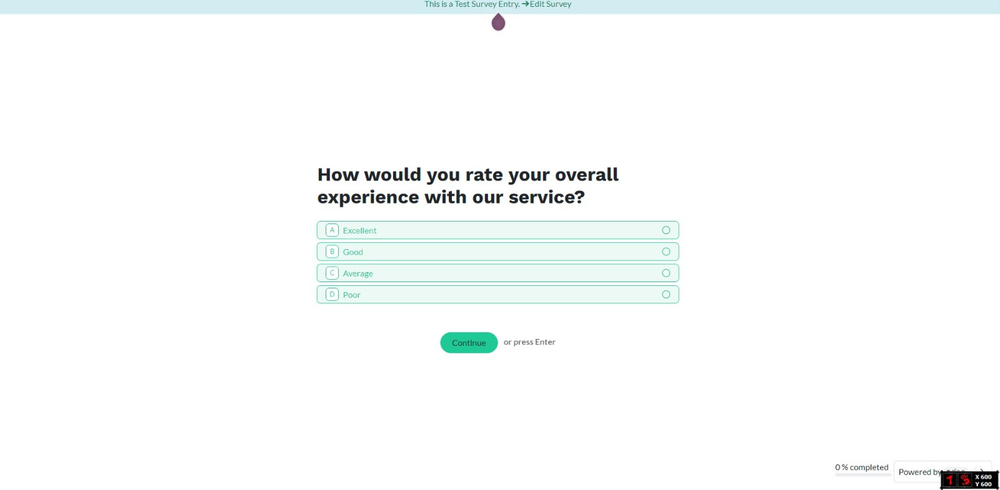 This is a Test Survey Entry. →Edit Survey
How would you rate your overall
experience with our service?
A Excellent
B Good
C Average
D Poor
Continue or press Enter
0 % completed
Powered by
X 600
Y 600